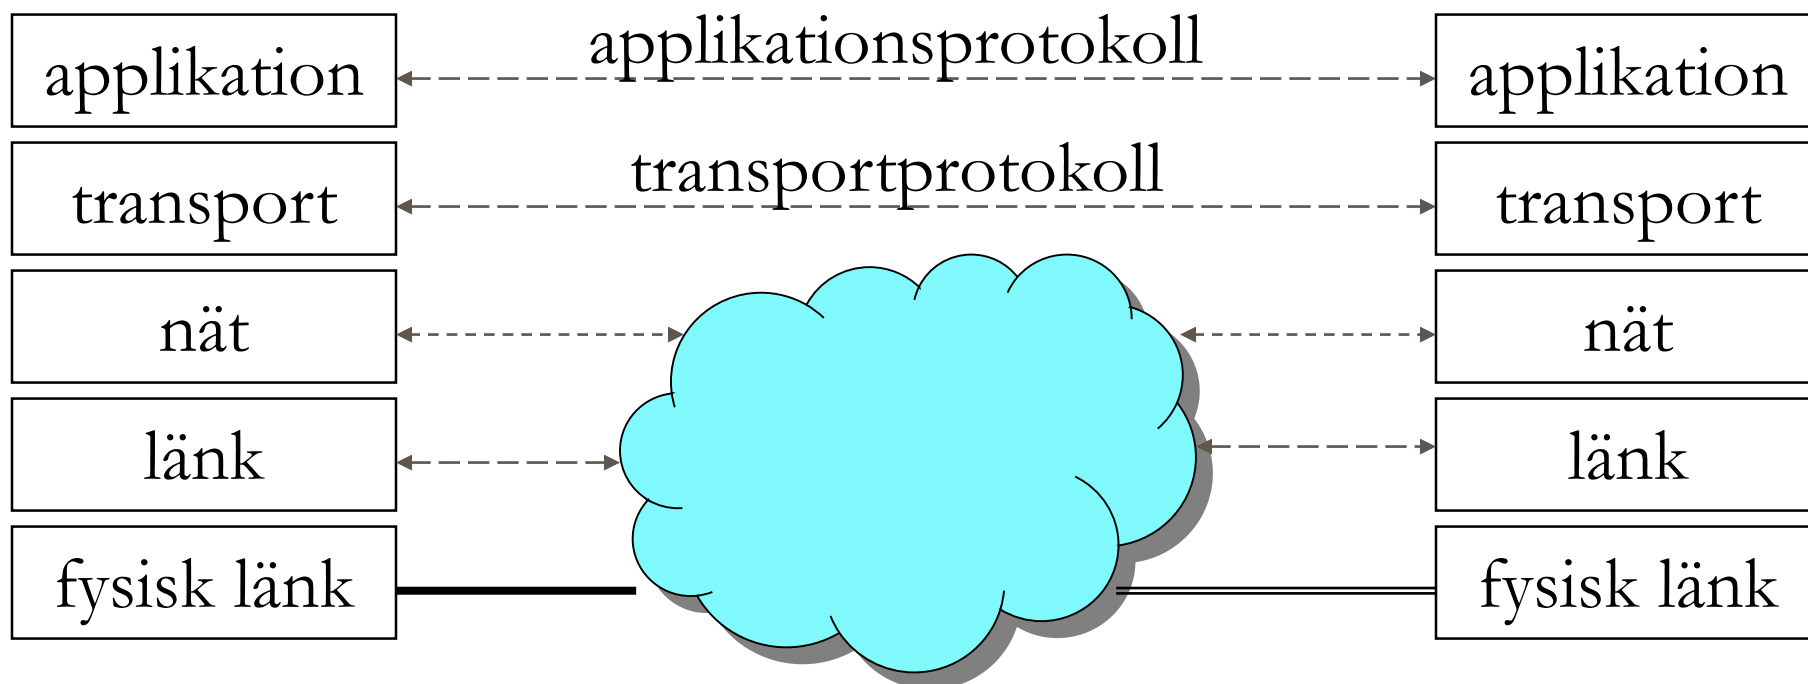 applikation
applikationsprotokoll
applikation
transport
transportprotokoll
transport
nät
nät
länk
länk
fysisk länk
fysisk länk